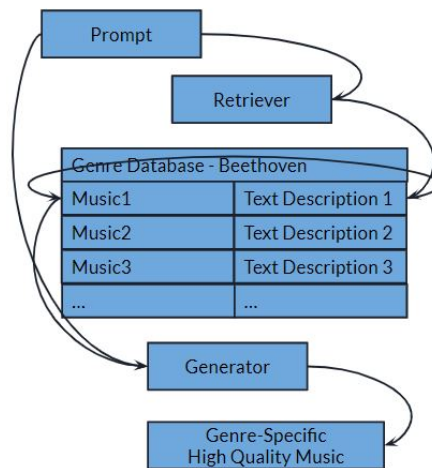 Prompt
Retriever
Genre Database - Beethoven
Music1 Text Description 1
Music2 Text Description 2
Music3 Text Description 3
... ...
Generator
Genre-Specific
High Quality Music